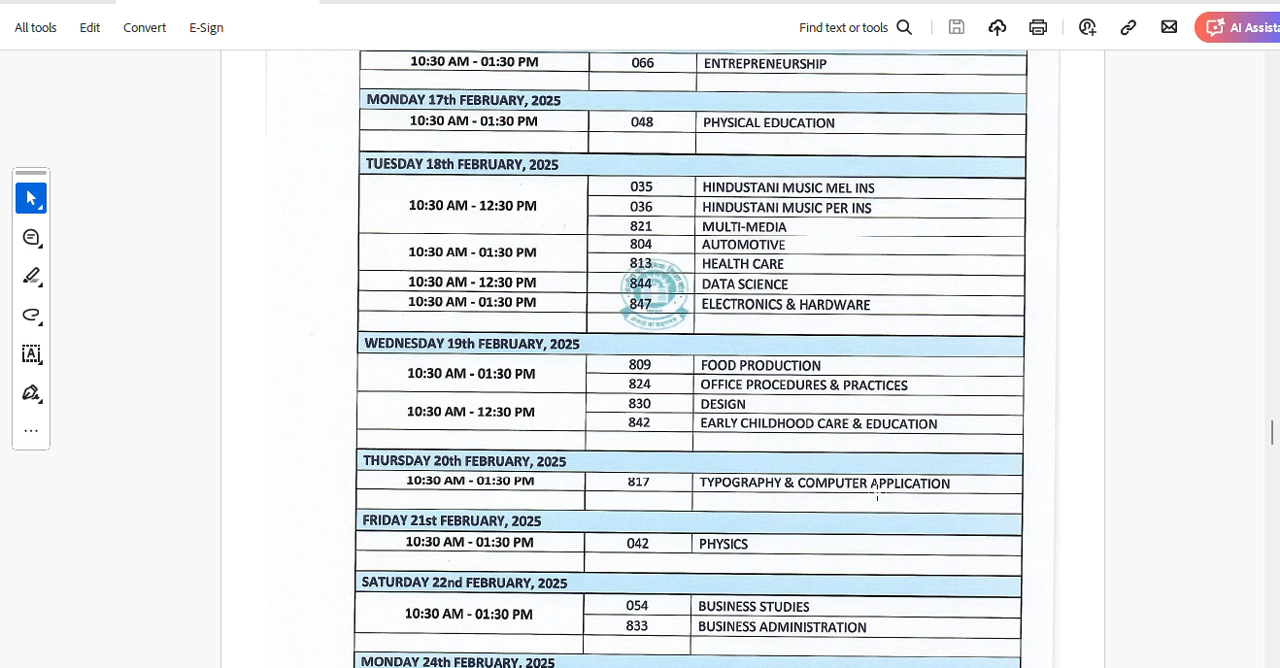 All tools Edit Convert E-Sign Find text or tools AI Assista
10:30 AM - 01:30 PM 066 ENTREPRENEURSHIP
MONDAY 17th FEBRUARY, 2025
10:30 AM - 01:30 PM 048 PHYSICAL EDUCATION
TUESDAY 18th FEBRUARY, 2025
035 HINDUSTANI MUSIC MEL INS
10:30 AM - 12:30 PM 036 HINDUSTANI MUSIC PER INS
821 MULTI-MEDIA
804 AUTOMOTIVE
10:30 AM - 01:30 PM
813 HEALTH CARE
10:30 AM - 12:30 PM 844 DATA SCIENCE
10:30 AM - 01:30 PM 847 ELECTRONICS & HARDWARE
WEDNESDAY 19th FEBRUARY, 2025
809 FOOD PRODUCTION
10:30 AM - 01:30 PM
824 OFFICE PROCEDURES & PRACTICES
830 DESIGN
10:30 AM - 12:30 PM
842 EARLY CHILDHOOD CARE & EDUCATION
THURSDAY 20th FEBRUARY, 2025
10:30 AM - 01:30 PM 817 TYPOGRAPHY & COMPUTER APPLICATION
FRIDAY 21st FEBRUARY, 2025
10:30 AM - 01:30 PM 042 PHYSICS
SATURDAY 22nd FEBRUARY, 2025
054 BUSINESS STUDIES
10:30 AM - 01:30 PM
833 BUSINESS ADMINISTRATION
MONDAY 24th FEBRUARY, 2025